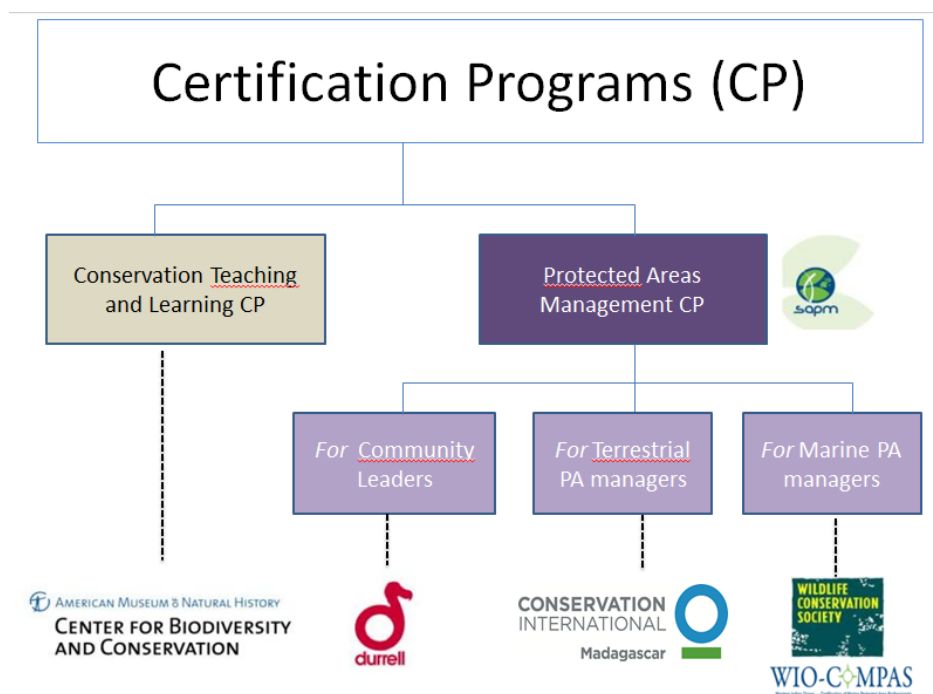 Certification Programs (CP)
Conservation Teaching
and Learning CP
Protected Areas
Management CP
sapm
For Community
Leaders
For Terrestrial
PA managers
For Marine PA
managers
AMERICAN MUSEUM & NATURAL HISTORY
CENTER FOR BIODIVERSITY
AND CONSERVATION
durrell
CONSERVATION
INTERNATIONAL
Madagascar
WILDLIFE
CONSERVATION
SOCIETY
WIO-COMPAS